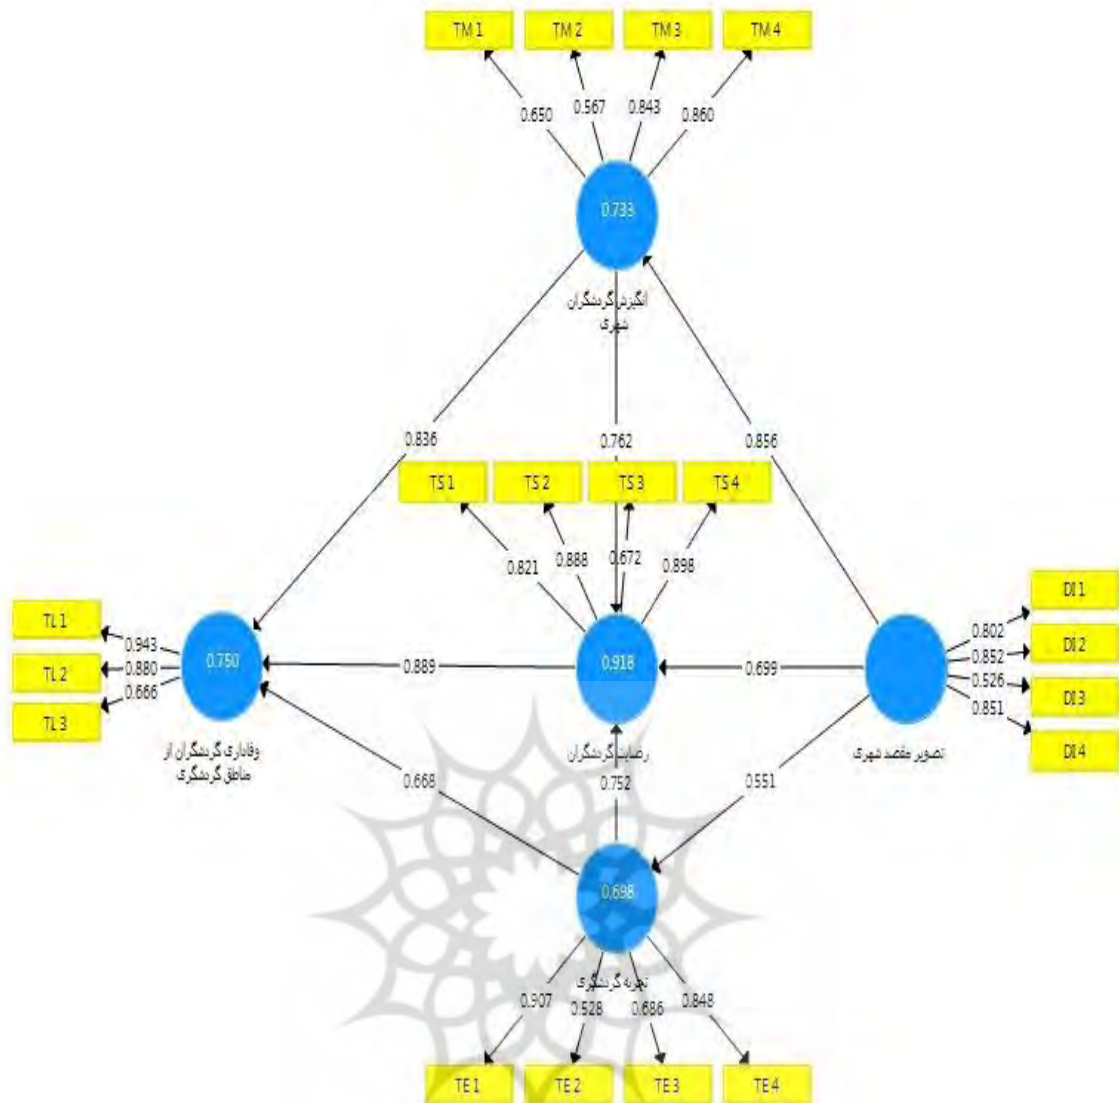 TM 1 TM 2 TM 3 TM 4
0.650 0.567 0.843 0.860
0.733
انگیزش گردشگران
شهری
0.836 0.762 0.856
TS 1 TS 2 TS 3 TS 4
0.821 0.888 0.672 0.898
TL 1
TL 2
TL 3
0.943
0.880
0.666
0.750
وفاداری گردشگران از
مناطق گردشگری
0.889
0.918
رضایت گردشگران
0.699
تصویر مقصد شهری
0.802
0.852
0.526
0.851
DI 1
DI 2
DI 3
DI 4
0.668 0.752 0.551
0.698
تجربه گردشگری
0.907 0.528 0.686 0.848
TE 1 TE 2 TE 3 TE 4